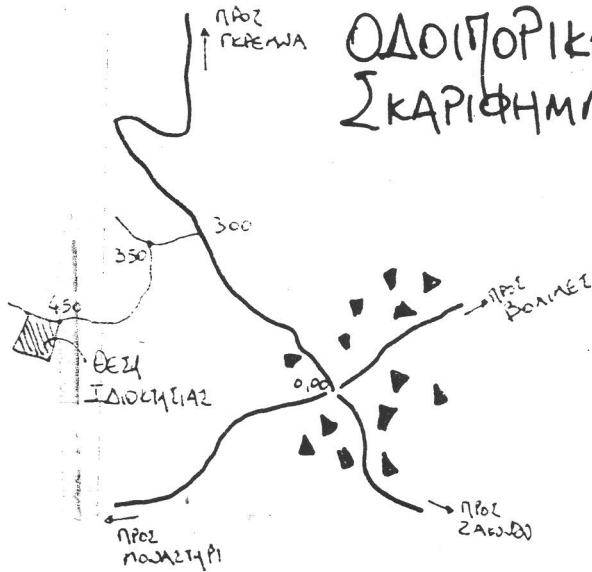 ΠΡΟΣ
ΓΚΡΕΜΝΑ
ΟΔΟΙΠΟΡΙΚ
ΣΚΑΡΙΦΗΜ
300
350
450
ΘΕΣΗ
ΙΔΙΟΚΤΗΣΙΑΣ
0,00
ΠΡΟΣ
ΒΟΛΙΜΕΣ
ΠΡΟΣ
ΜΟΝΑΣΤΗΡΙ
ΠΡΟΣ
ΖΑΚΥΝΘΟ